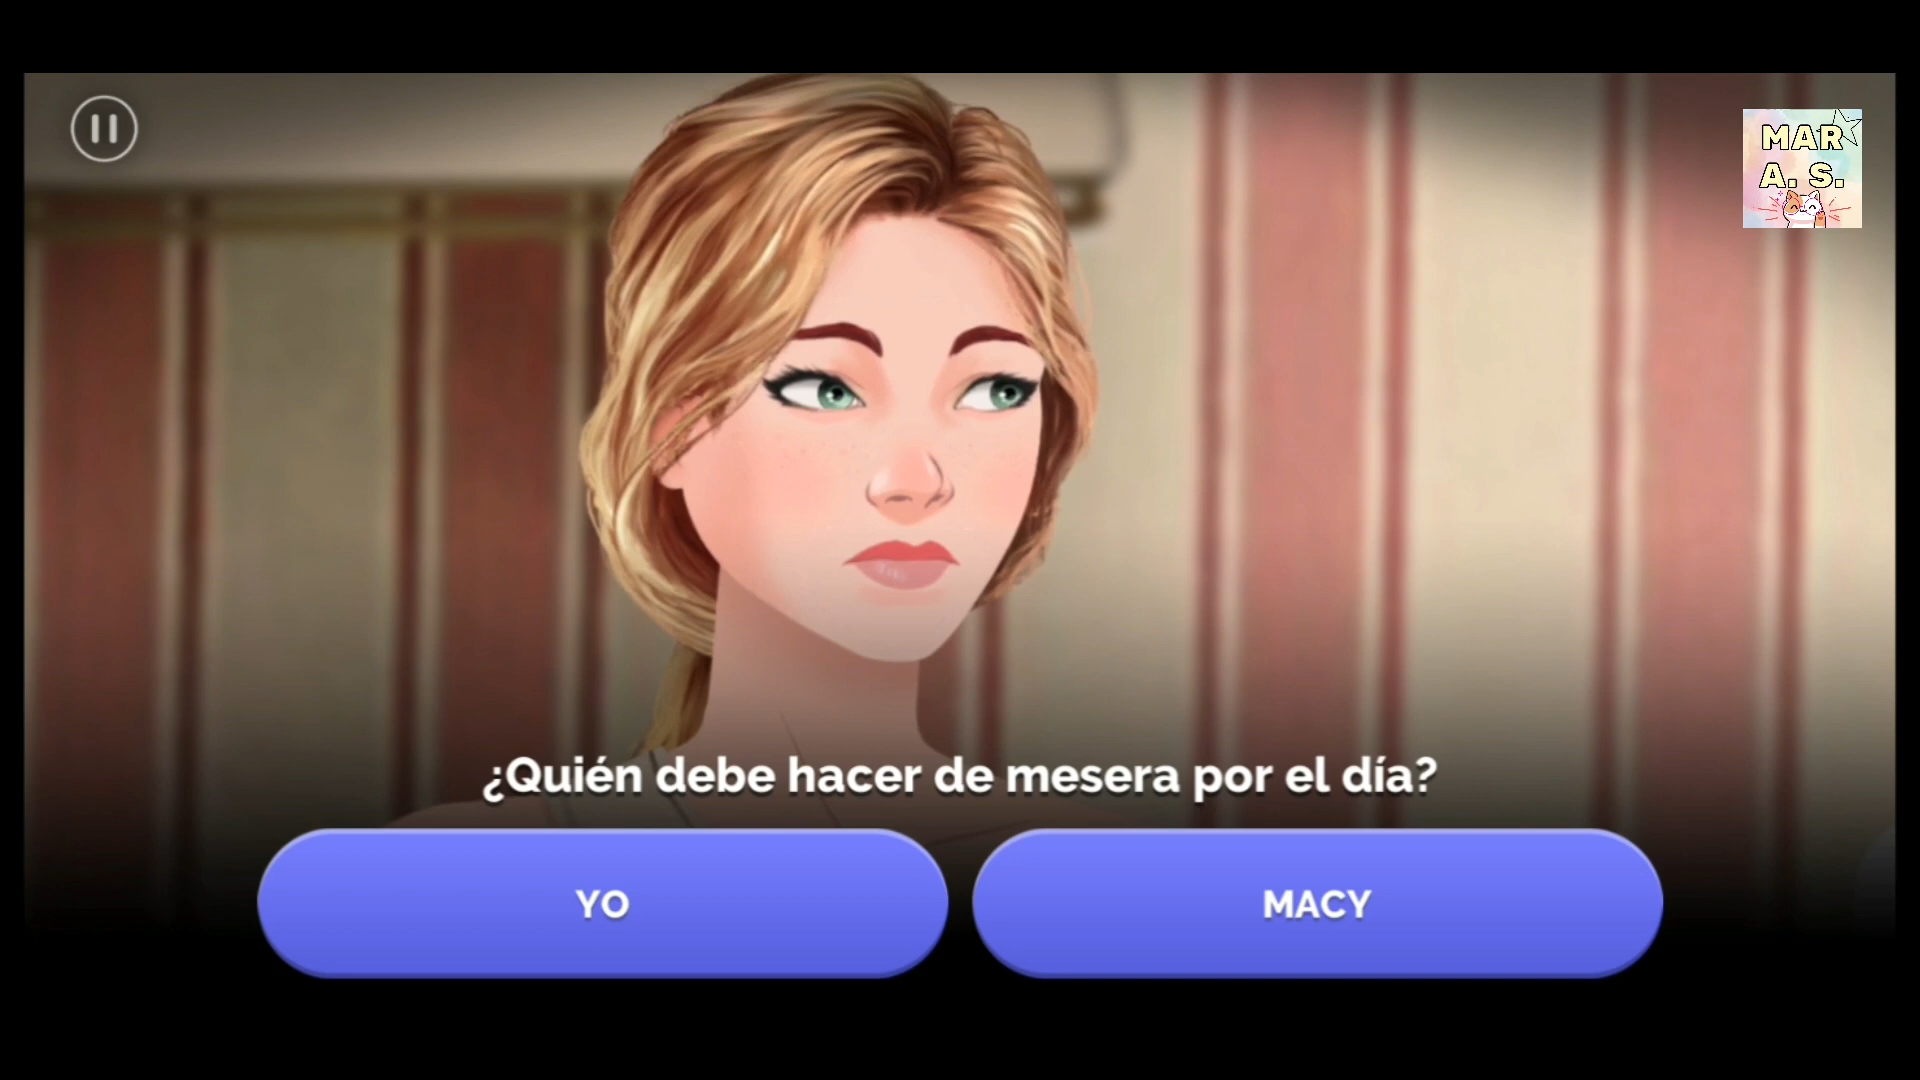 MAR
A. S.
¿Quién debe hacer de mesera por el día?
YO
MACY